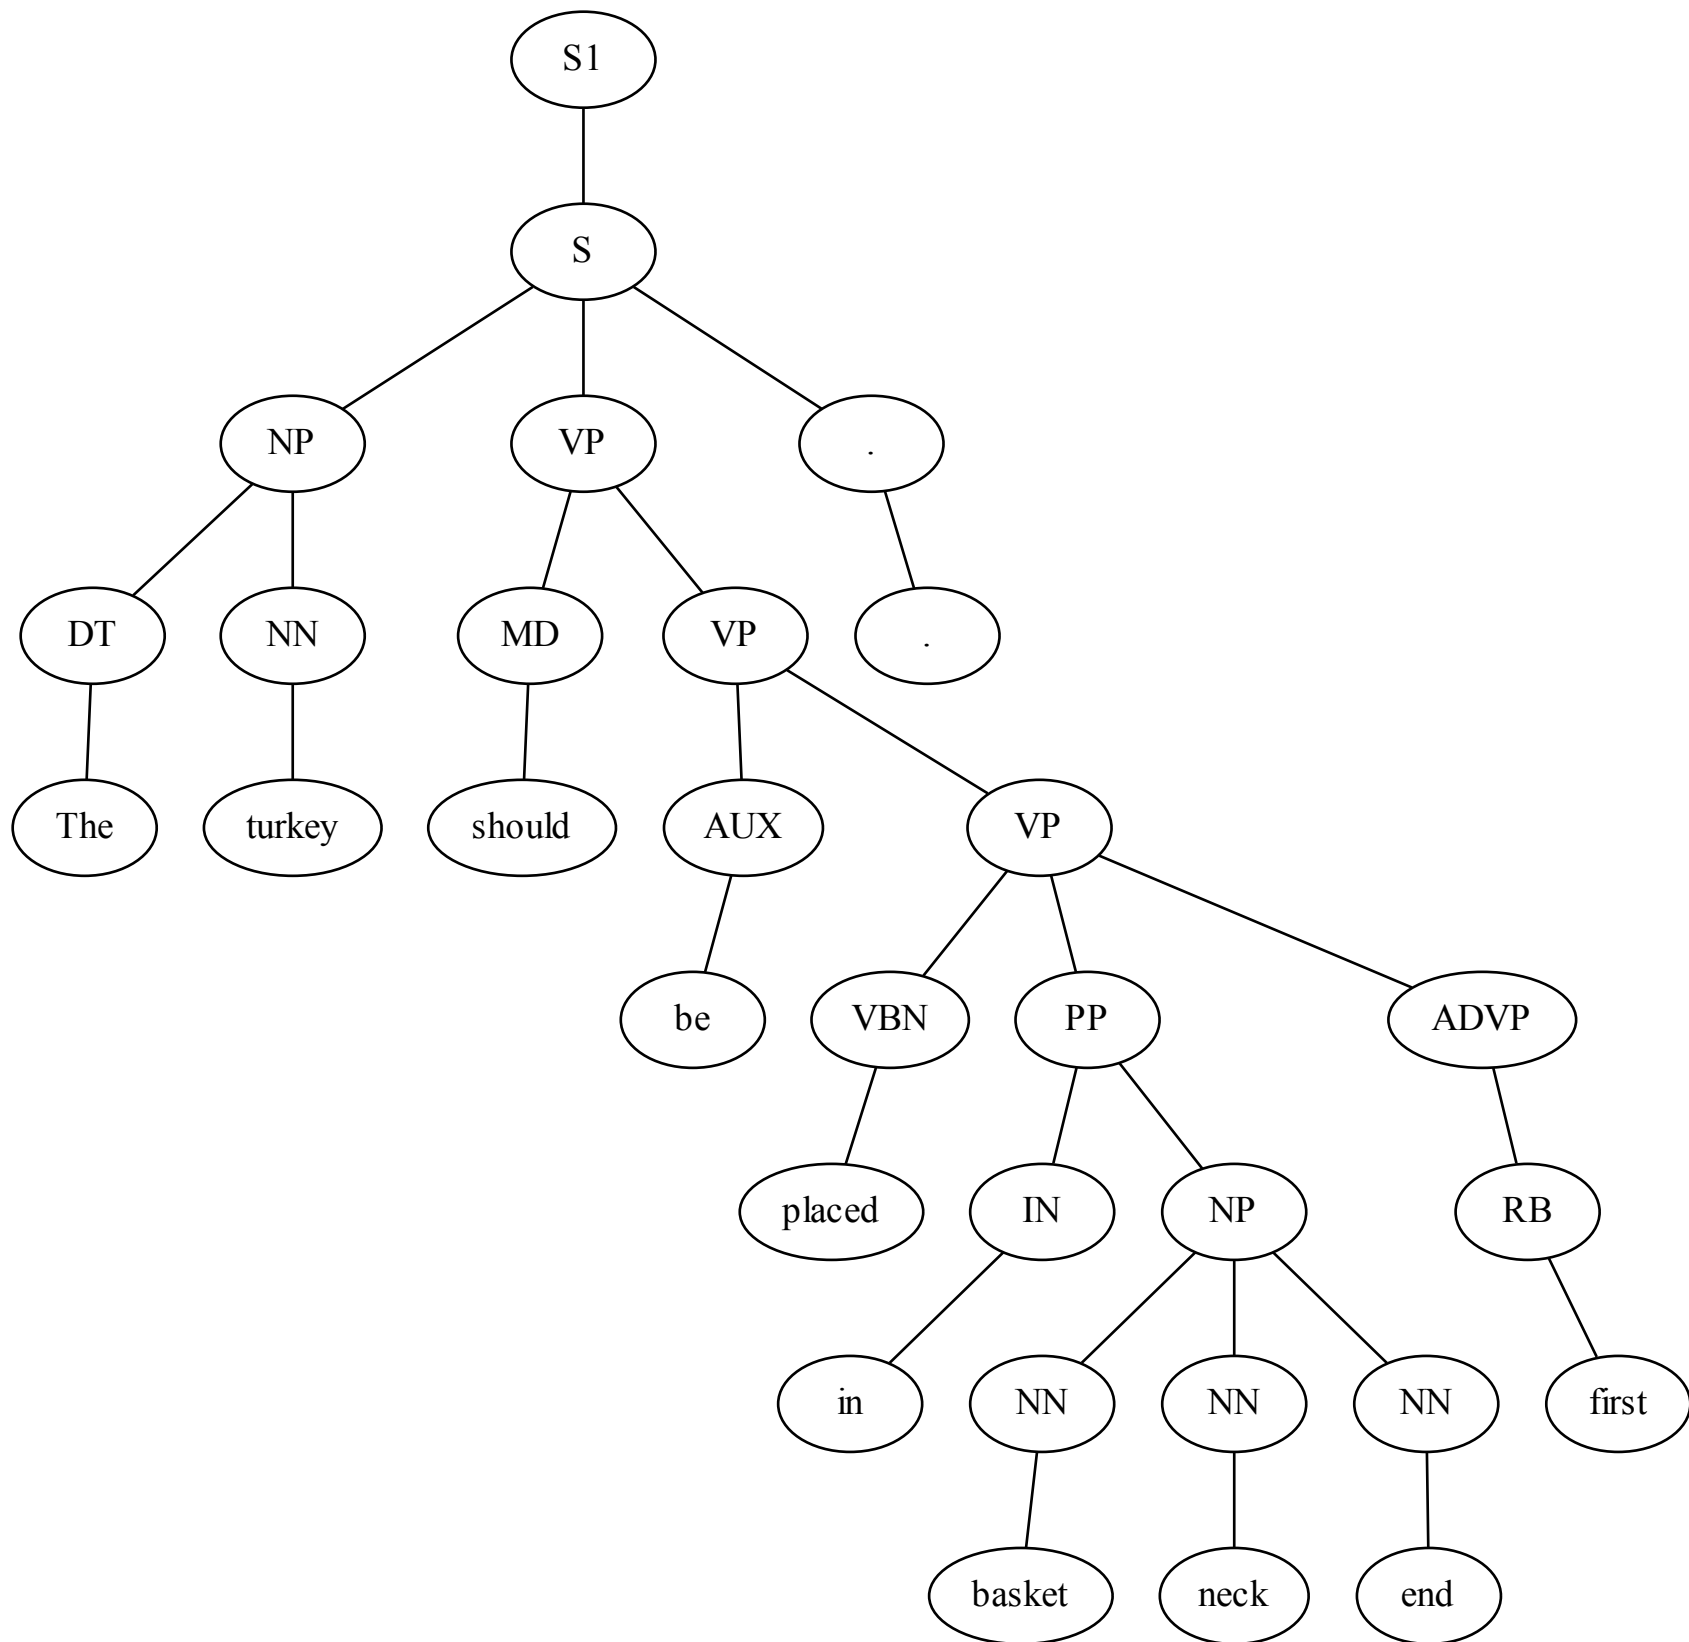 S1
S
NP VP .
DT NN MD VP .
The turkey should AUX VP
be VBN PP ADVP
placed IN NP RB
in NN NN NN first
basket neck end